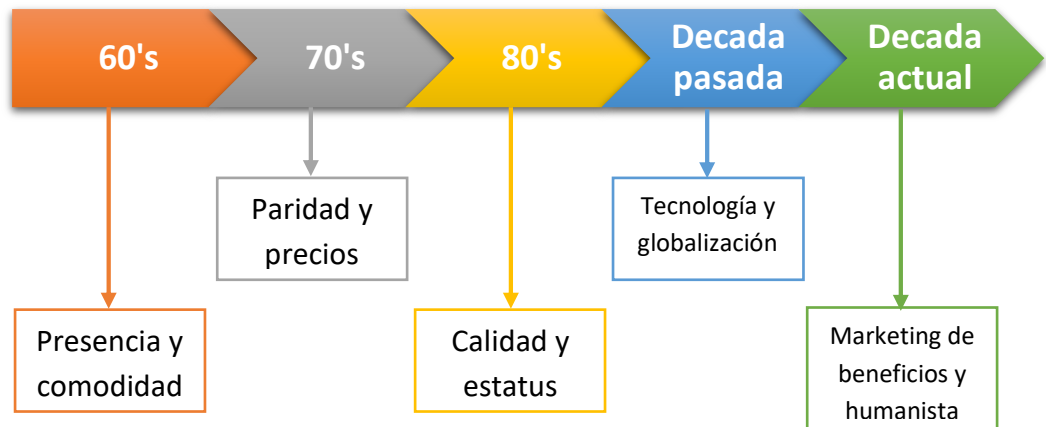 60's
70's
80's
Decada
pasada
Decada
actual
Paridad y
precios
Tecnología y
globalización
Presencia y
comodidad
Calidad y
estatus
Marketing de
beneficios y
humanista